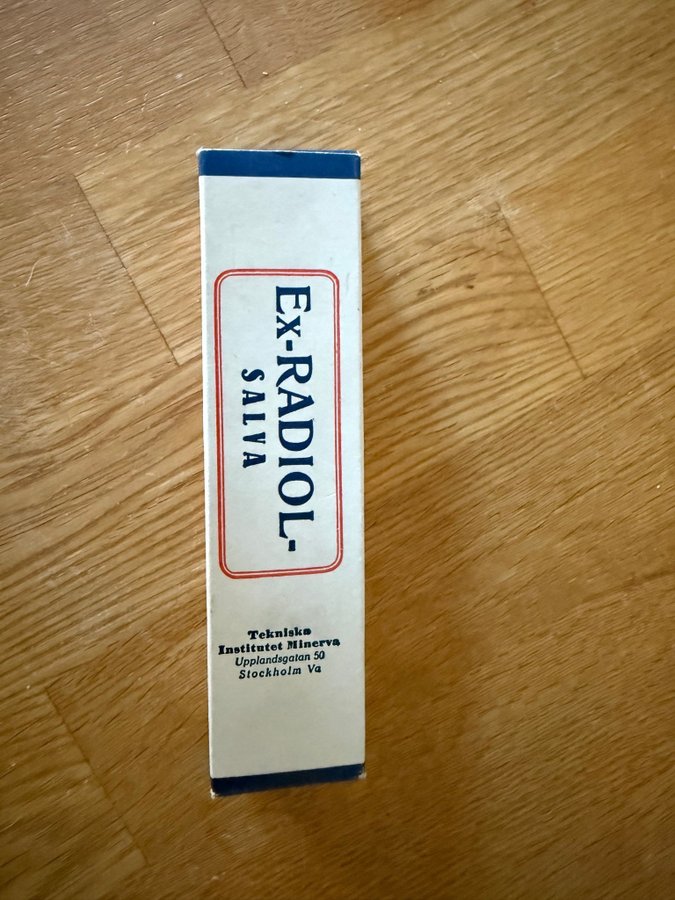 Ex-RADIOL-
SALVA
Tekniska
Institutet Minerva
Upplandsgatan 50
Stockholm Va